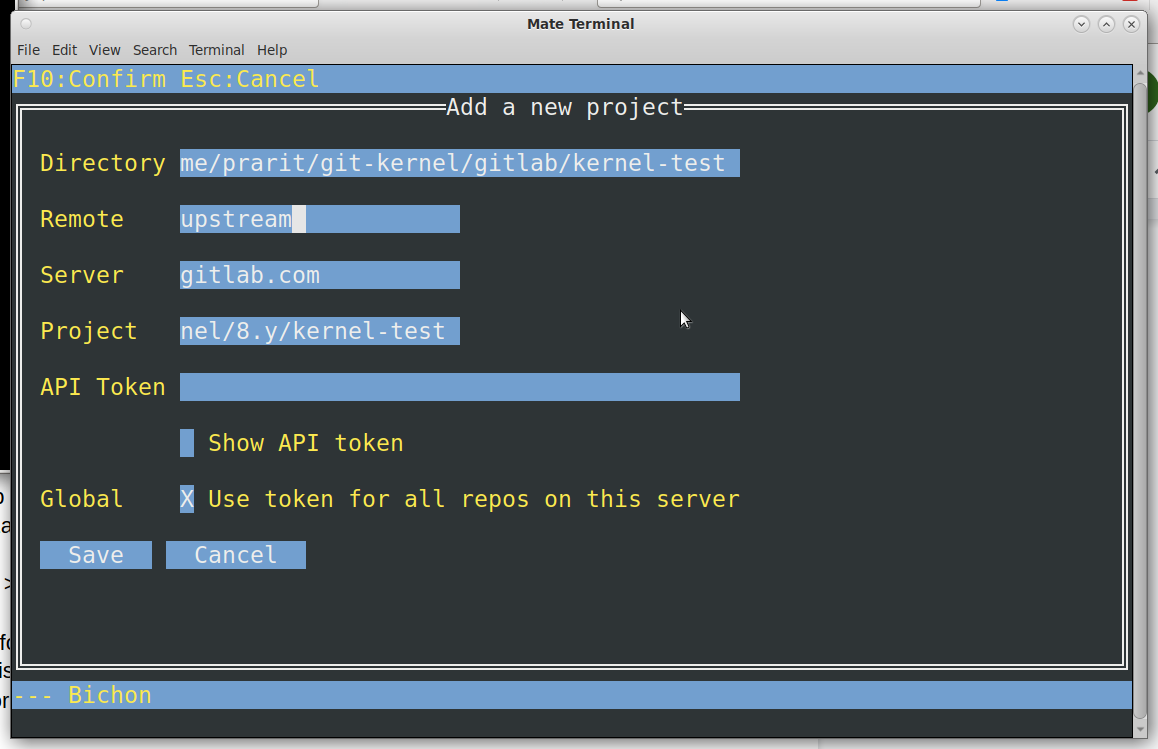 Mate Terminal
File Edit View Search Terminal Help
F10:Confirm Esc:Cancel
Add a new project
Directory me/prarit/git-kernel/gitlab/kernel-test
Remote upstream
Server gitlab.com
Project nel/8.y/kernel-test
API Token
Show API token
Global X Use token for all repos on this server
Save Cancel
--- Bichon